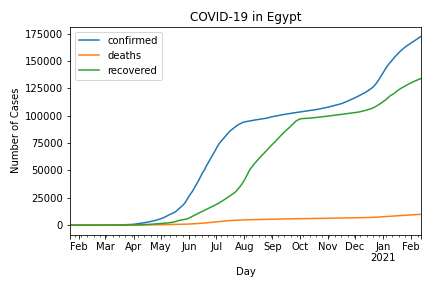 COVID-19 in Egypt
confirmed
deaths
recovered
Number of Cases
175000
150000
125000
100000
75000
50000
25000
0
Feb Mar Apr May Jun Jul Aug Sep Oct Nov Dec Jan Feb
2021
Day